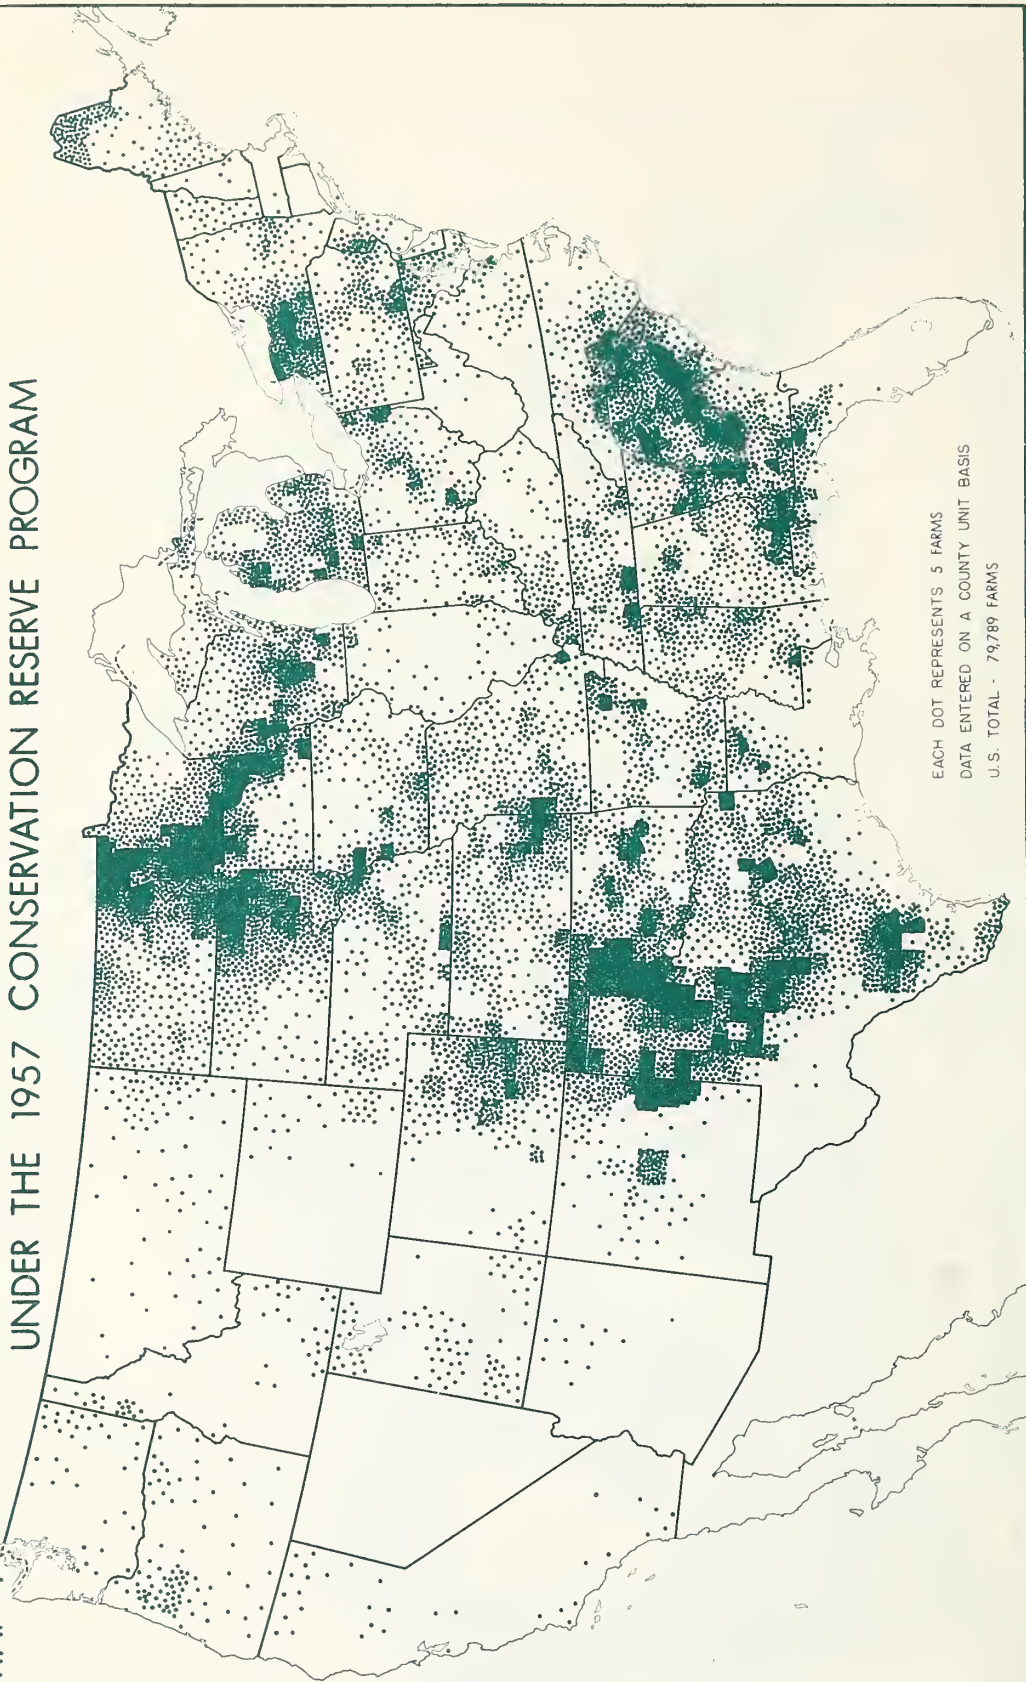 UNDER THE 1957 CONSERVATION RESERVE PROGRAM
EACH DOT REPRESENTS 5 FARMS
DATA ENTERED ON A COUNTY UNIT BASIS
U.S. TOTAL - 79,789 FARMS